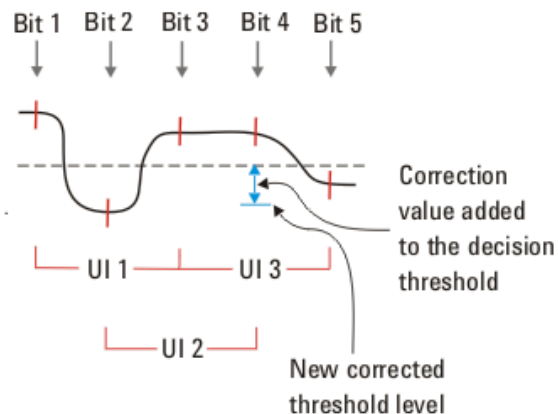 Bit 1 Bit 2 Bit 3 Bit 4 Bit 5
Correction
value added
to the decision
threshold
UI 1
UI 3
UI 2
New corrected
threshold level